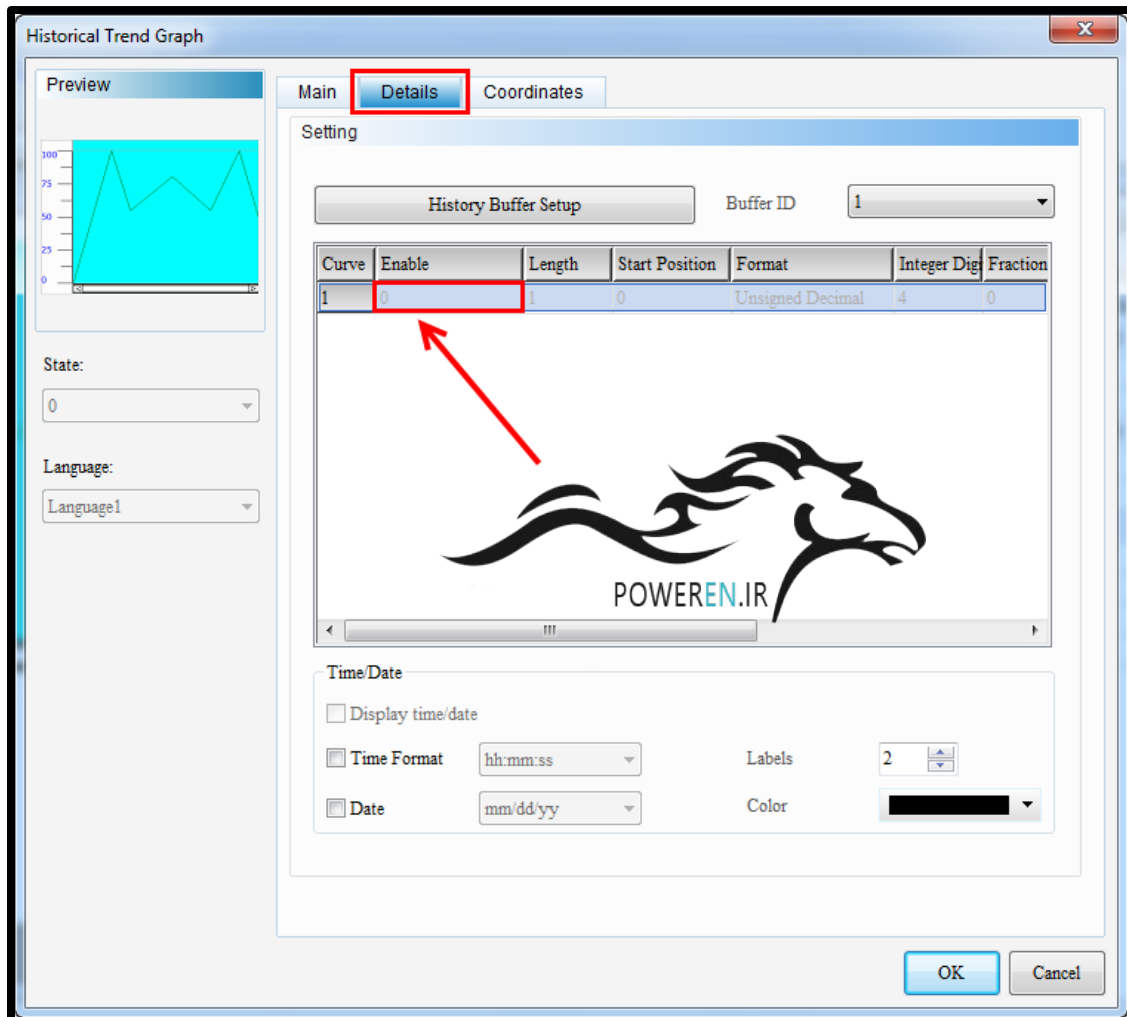 Historical Trend Graph
Preview
100
75
50
25
0
State:
0
Language:
Language1
Main Details Coordinates
Setting
History Buffer Setup Buffer ID 1
Curve Enable Length Start Position Format Integer Digi Fraction
1 0 1 0 Unsigned Decimal 4 0
POWEREN.IR
Time/Date
Display time/date
Time Format hh:mm:ss Labels 2
Date mm/dd/yy Color
OK Cancel